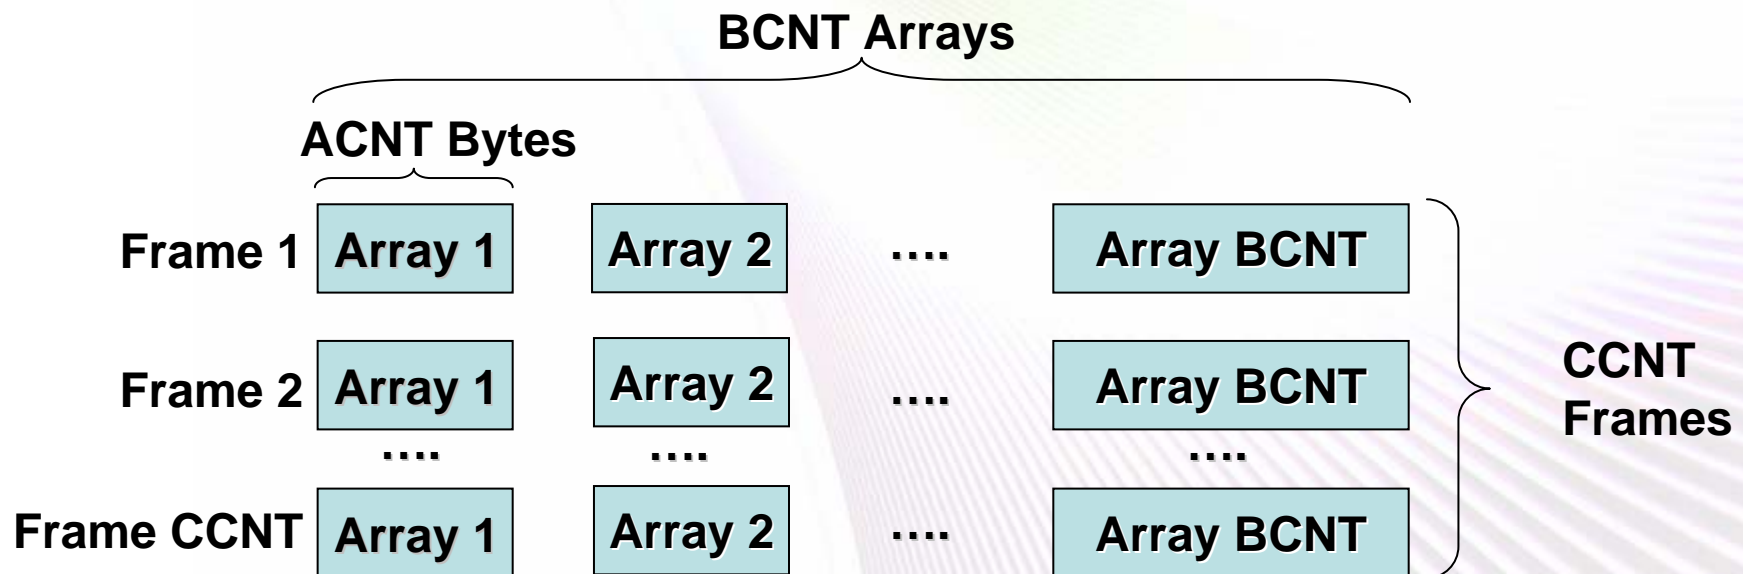 BCNT Arrays
ACNT Bytes
Frame 1 Array 1 Array 2 .... Array BCNT
Frame 2 Array 1 Array 2 .... Array BCNT
CCNT
Frames
.... .... ....
Frame CCNT Array 1 Array 2 .... Array BCNT